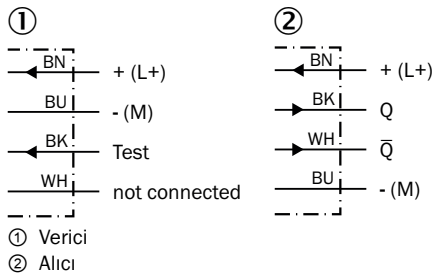 ① ②
BN + (L+)
BU - (M)
BK Test
WH not connected
BN + (L+)
BK Q
WH Q̅
BU - (M)
① Verici
② Alıcı